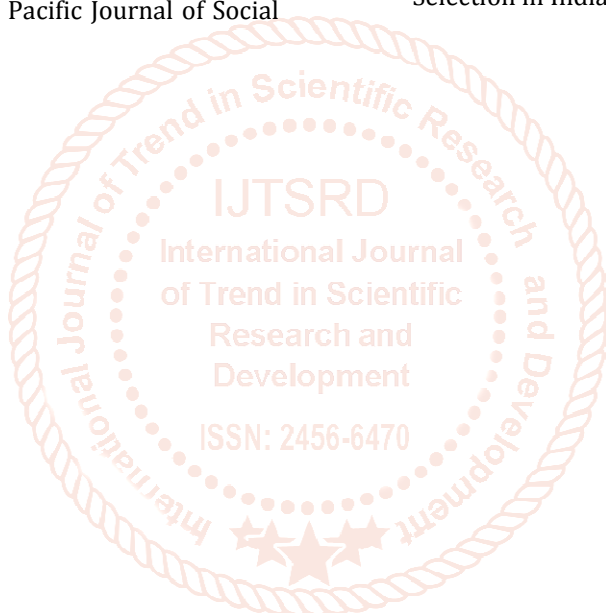 Pacific Journal of Social
Selection in India
International Journal of Trend in Scientific Research and Development
IJTSRD
International Journal
of Trend in Scientific
Research and
Development
ISSN: 2456-6470